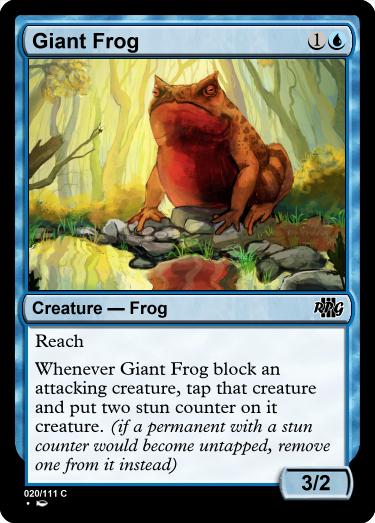 Giant Frog 1
Creature — Frog RPG
Reach
Whenever Giant Frog block an
attacking creature, tap that creature
and put two stun counter on it
creature. (if a permanent with a stun
counter would become untapped, remove
one from it instead)
3/2
020/111 C